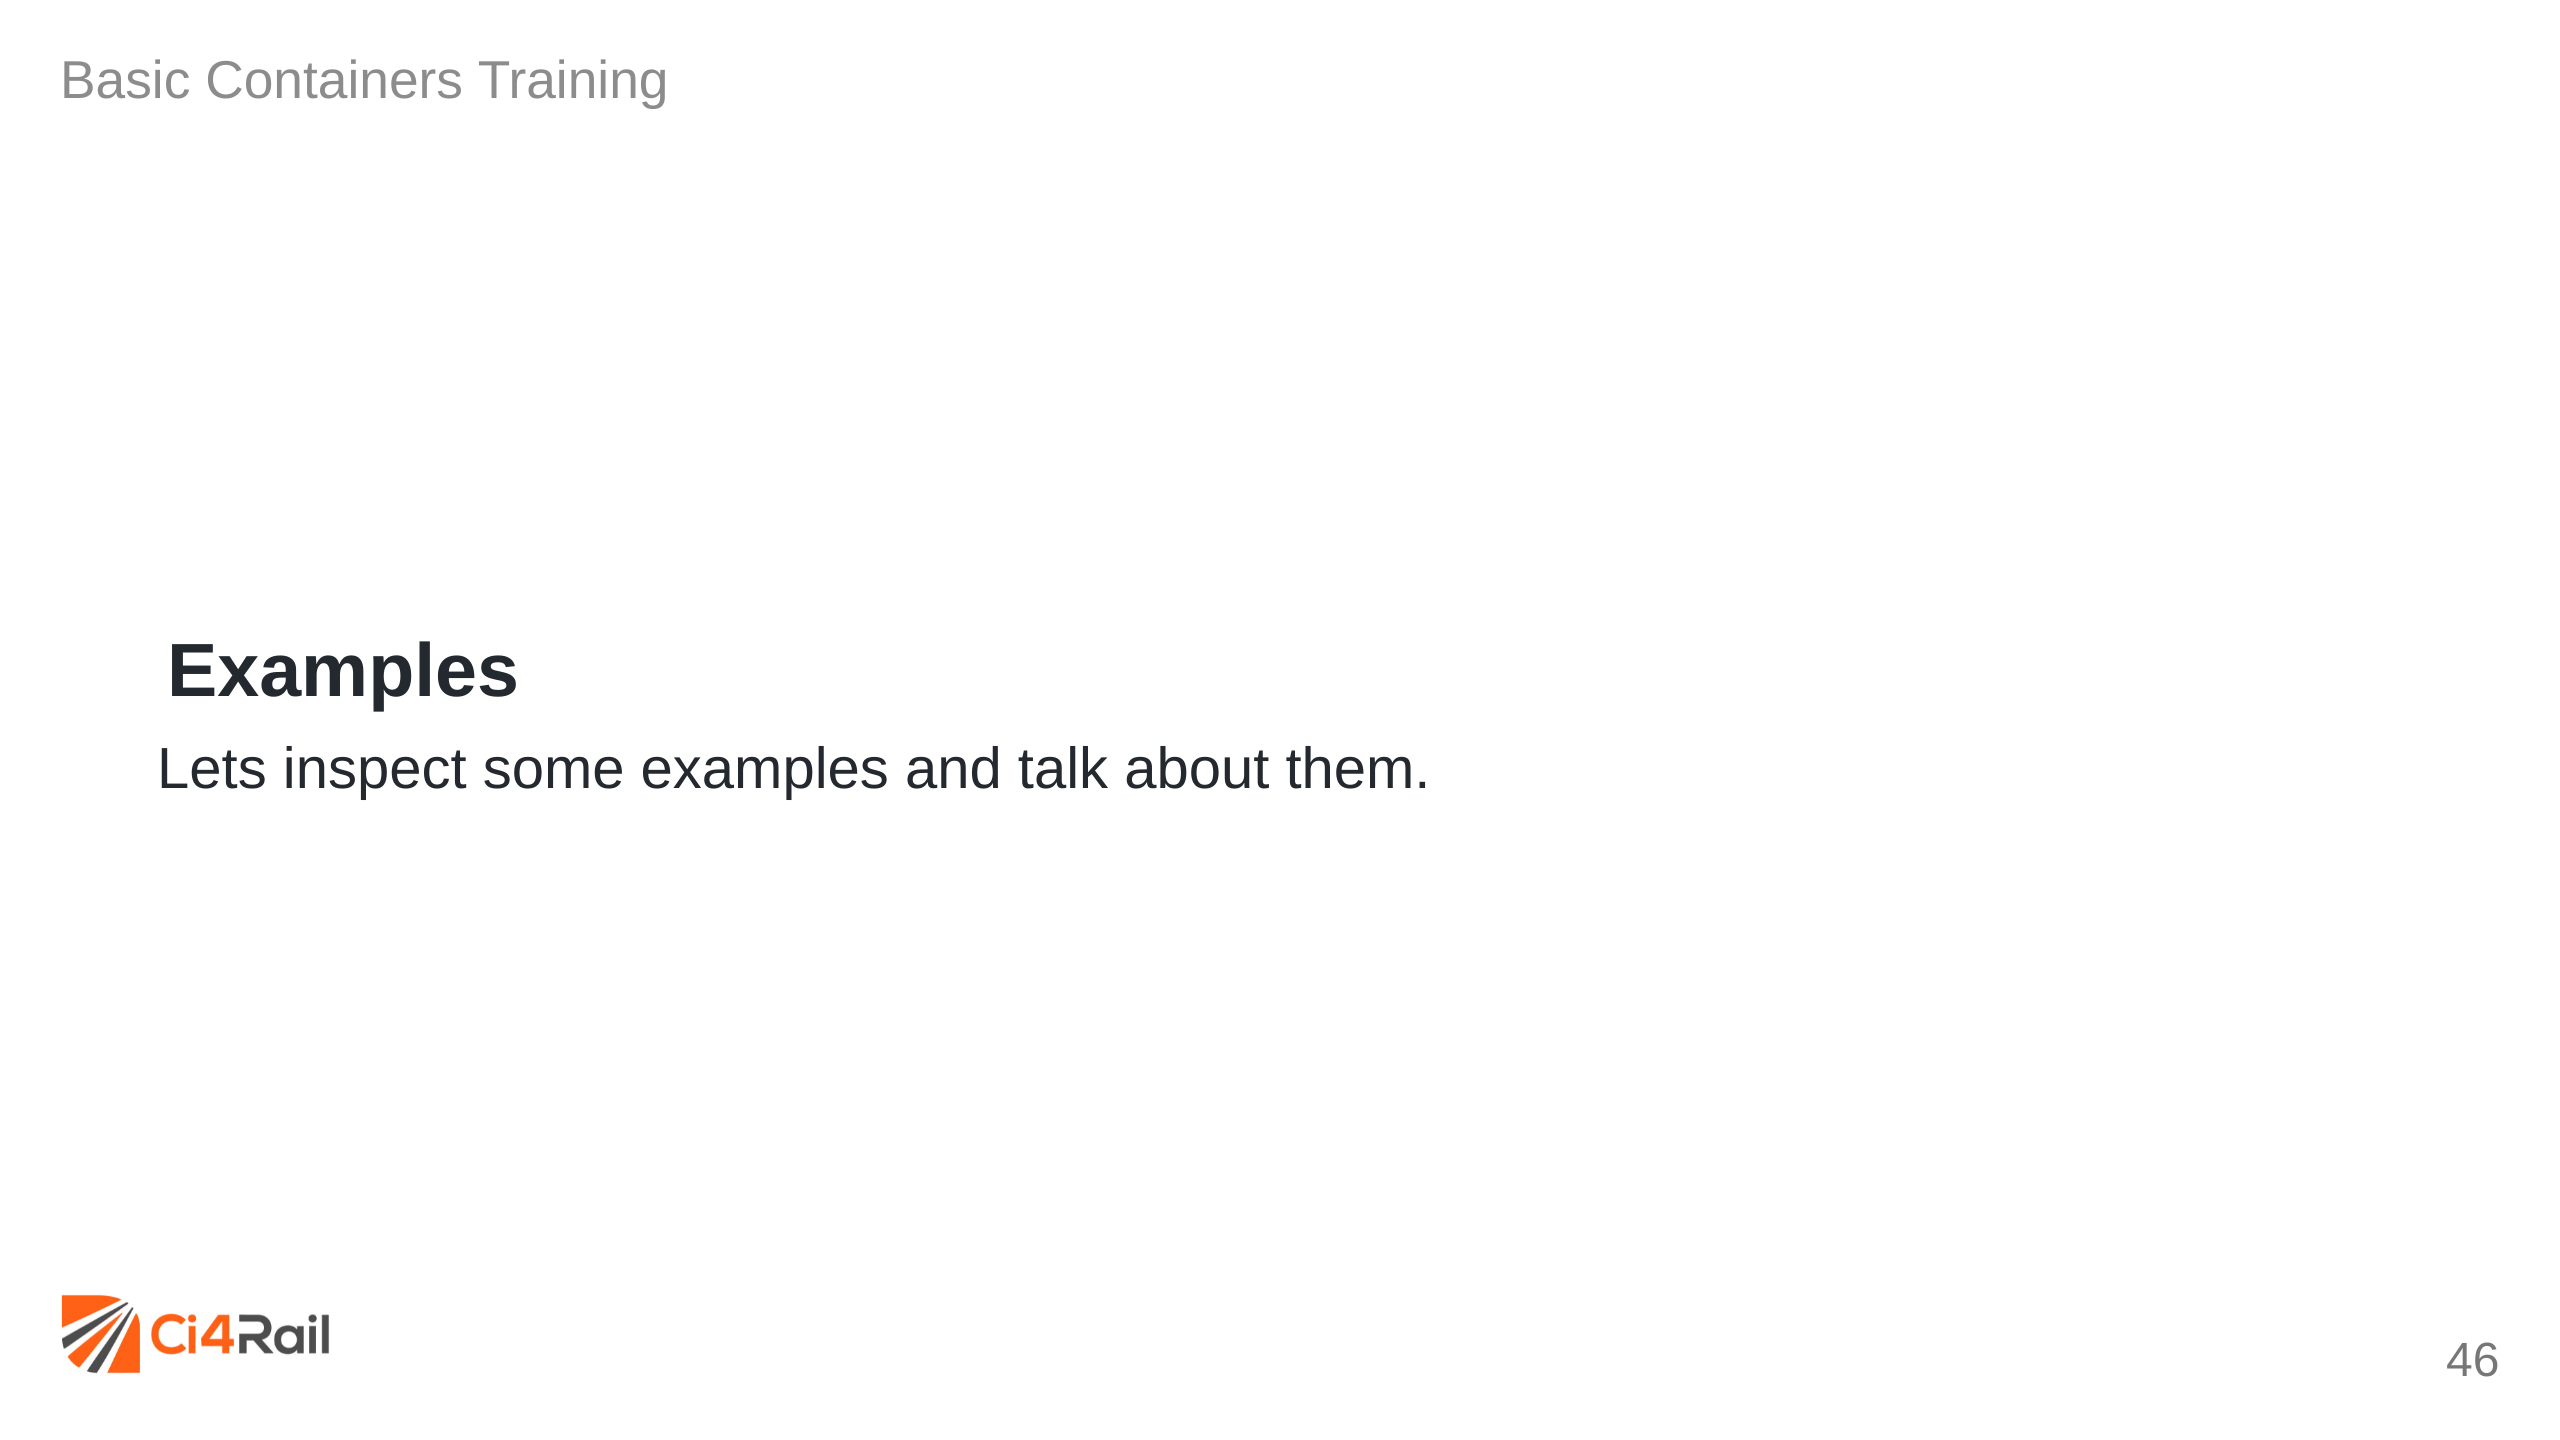 Basic Containers Training
Examples
Lets inspect some examples and talk about them.
Ci4Rail
46